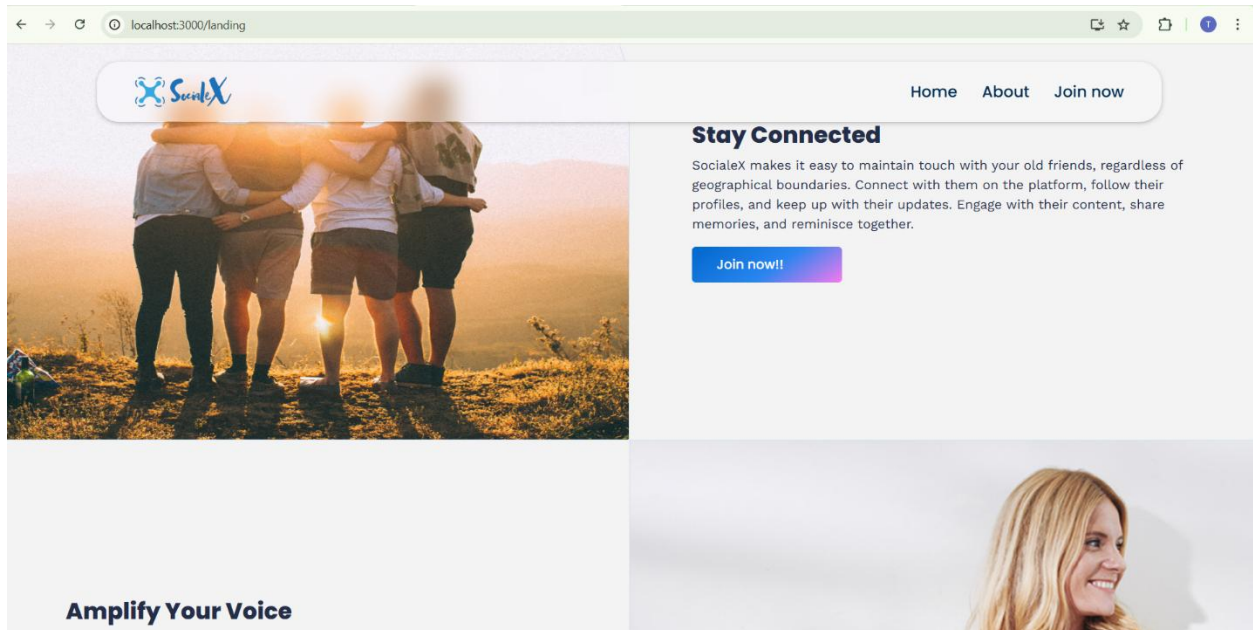 localhost:3000/landing
T
SocialeX
Home About Join now
Stay Connected
SocialeX makes it easy to maintain touch with your old friends, regardless of
geographical boundaries. Connect with them on the platform, follow their
profiles, and keep up with their updates. Engage with their content, share
memories, and reminisce together.
Join now!!
Amplify Your Voice